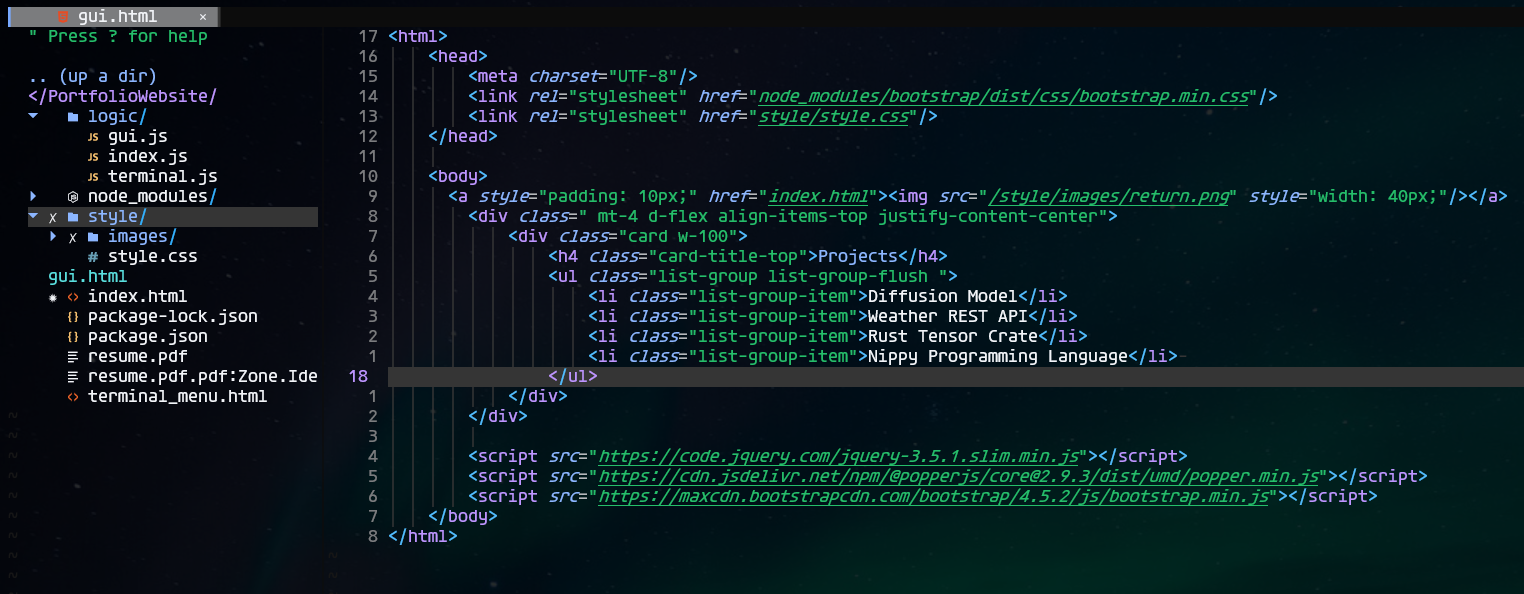 gui.html ×
" Press ? for help
.. (up a dir)
</PortfolioWebsite/
logic/
JS gui.js
JS index.js
JS terminal.js
node_modules/
✗ style/
✗ images/
# style.css
gui.html
✹ <> index.html
{} package-lock.json
{} package.json
resume.pdf
resume.pdf.pdf:Zone.Ide
<> terminal_menu.html
17 <html>
16 <head>
15 <meta charset="UTF-8"/>
14 <link rel="stylesheet" href="node_modules/bootstrap/dist/css/bootstrap.min.css"/>
13 <link rel="stylesheet" href="style/style.css"/>
12 </head>
11
10 <body>
9 <a style="padding: 10px;" href="index.html"><img src="/style/images/return.png" style="width: 40px;"/></a>
8 <div class=" mt-4 d-flex align-items-top justify-content-center">
7 <div class="card w-100">
6 <h4 class="card-title-top">Projects</h4>
5 <ul class="list-group list-group-flush ">
4 <li class="list-group-item">Diffusion Model</li>
3 <li class="list-group-item">Weather REST API</li>
2 <li class="list-group-item">Rust Tensor Crate</li>
1 <li class="list-group-item">Nippy Programming Language</li>-
18 </ul>
1 </div>
2 </div>
3
4 <script src="https://code.jquery.com/jquery-3.5.1.slim.min.js"></script>
5 <script src="https://cdn.jsdelivr.net/npm/@popperjs/core@2.9.3/dist/umd/popper.min.js"></script>
6 <script src="https://maxcdn.bootstrapcdn.com/bootstrap/4.5.2/js/bootstrap.min.js"></script>
7 </body>
8 </html>